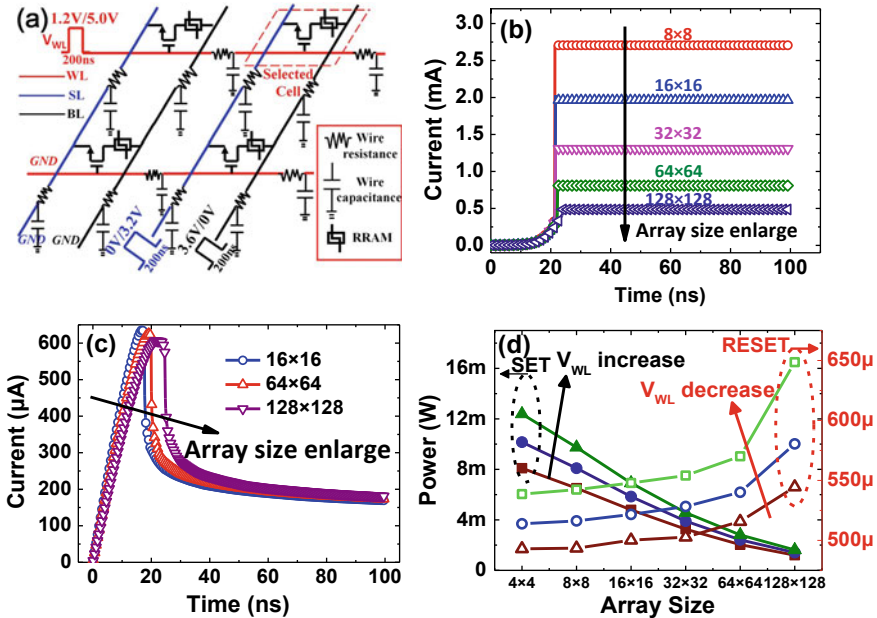 (a)
1.2V/5.0V
VWL
200ns
WL
SL
BL
Selected
Cell
GND
GND
GND
0V/3.2V
200ns
3.6V/0V
200ns
Wire
resistance
Wire
capacitance
RRAM
(b)
Current (mA)
3.0
2.5
2.0
1.5
1.0
0.5
0.0
8×8
16×16
32×32
64×64
128×128
Array size enlarge
0 20 40 60 80 100
Time (ns)
(c)
Current (µA)
600
500
400
300
200
100
0
16×16
64×64
128×128
Array size enlarge
0 20 40 60 80 100
Time (ns)
(d)
Power (W)
16m
12m
8m
4m
0
SET
VWL increase
RESET
VWL decrease
650µ
600µ
550µ
500µ
4×4 8×8 16×16 32×32 64×64 128×128
Array Size